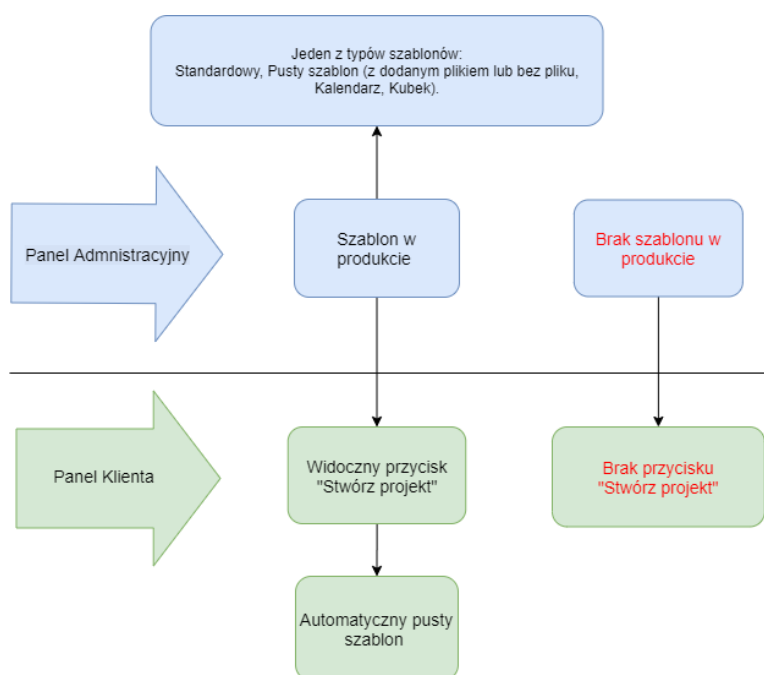 Jeden z typów szablonów:
Standardowy, Pusty szablon (z dodanym plikiem lub bez pliku,
Kalendarz, Kubek).
Panel Admnistracyjny
Szablon w
produkcie
Brak szablonu w
produkcie
Panel Klienta
Widoczny przycisk
"Stwórz projekt"
Brak przycisku
"Stwórz projekt"
Automatyczny pusty
szablon